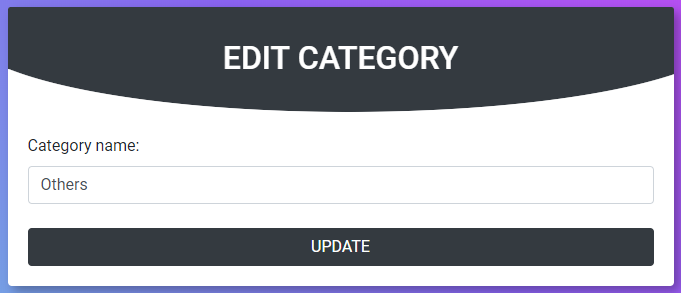 EDIT CATEGORY
Category name:
Others
UPDATE